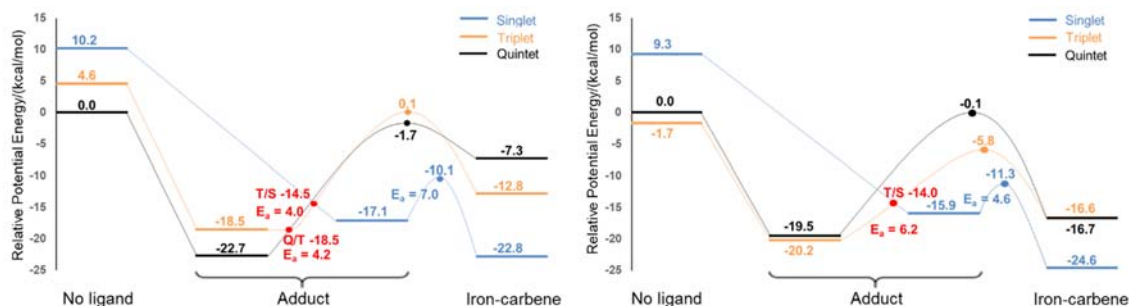 15
10
5
0
-5
-10
-15
-20
-25
Relative Potential Energy/(kcal/mol)
Singlet
Triplet
Quintet
10.2
4.6
0.0
0.1
-1.7
-7.3
-10.1
-12.8
T/S -14.5
Ea = 7.0
Ea = 4.0
-17.1
-18.5
Q/T -18.5
-22.7
Ea = 4.2
-22.8
No ligand
Adduct
Iron-carbene
15
10
5
0
-5
-10
-15
-20
-25
Relative Potential Energy/(kcal/mol)
Singlet
Triplet
Quintet
9.3
0.0
-0.1
-1.7
-5.8
-11.3
T/S -14.0
Ea = 4.6
-15.9
Ea = 6.2
-16.6
-16.7
-19.5
-20.2
-24.6
No ligand
Adduct
Iron-carbene